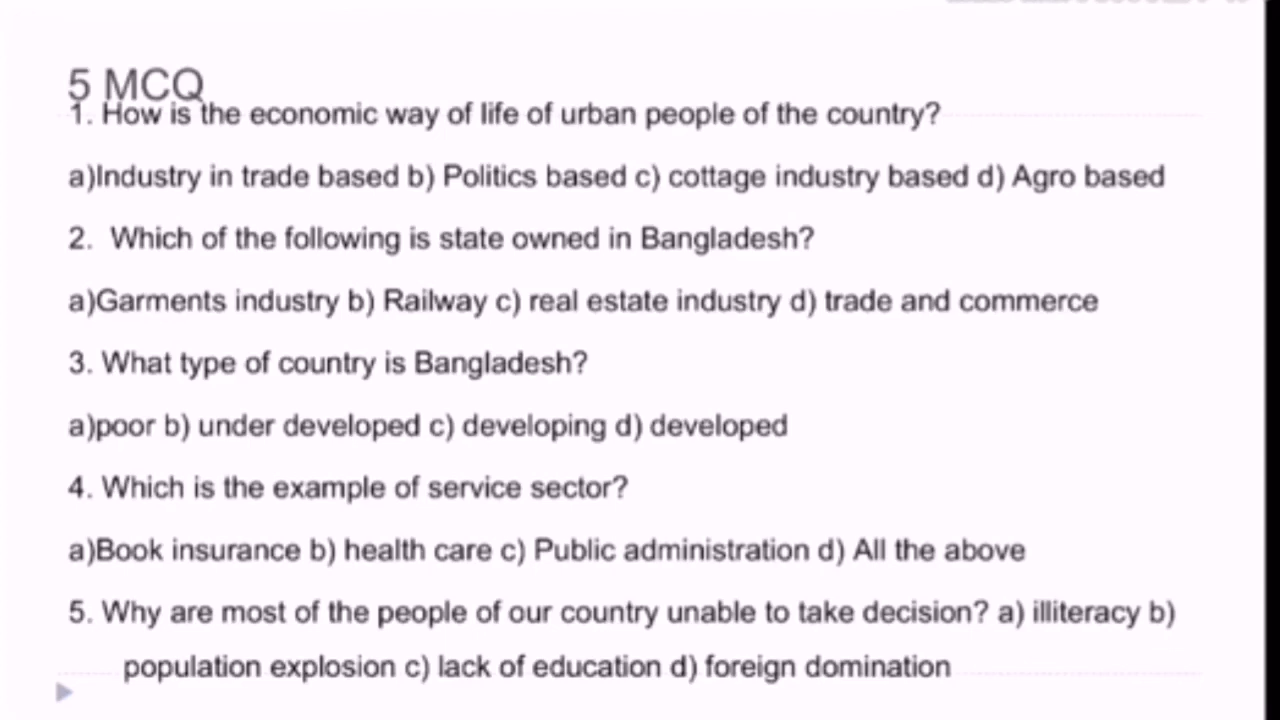 5 MCQ
1. How is the economic way of life of urban people of the country?
a)Industry in trade based b) Politics based c) cottage industry based d) Agro based
2.  Which of the following is state owned in Bangladesh?
a)Garments industry b) Railway c) real estate industry d) trade and commerce
3. What type of country is Bangladesh?
a)poor b) under developed c) developing d) developed
4. Which is the example of service sector?
a)Book insurance b) health care c) Public administration d) All the above
5. Why are most of the people of our country unable to take decision? a) illiteracy b)
population explosion c) lack of education d) foreign domination